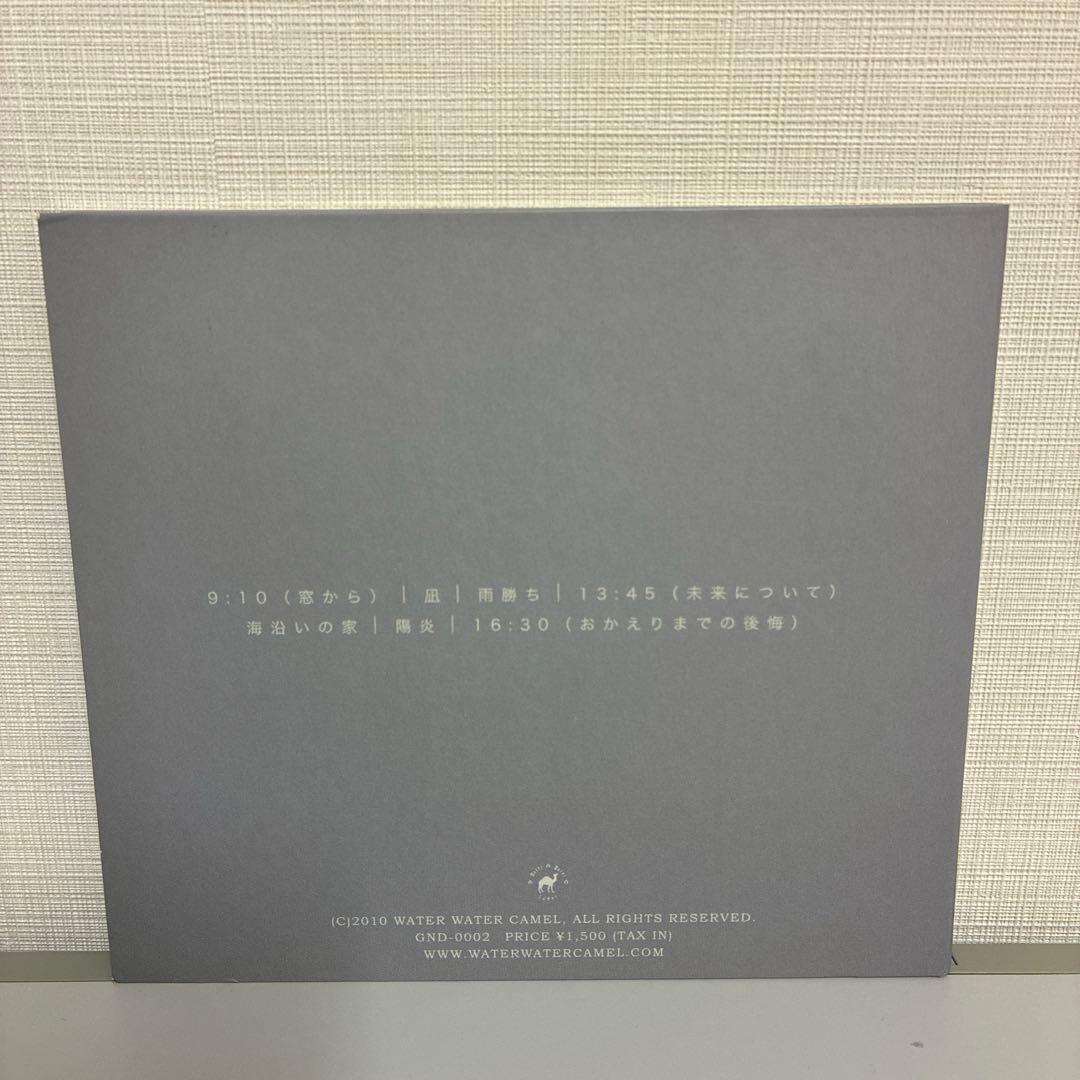 9:10（窓から）｜凪｜雨勝ち｜13:45（未来について）
海沿いの家｜陽炎｜16:30（おかえりまでの後悔）
(C)2010 WATER WATER CAMEL, ALL RIGHTS RESERVED.
GND-0002 PRICE ¥1,500 (TAX IN)
WWW.WATERWATERCAMEL.COM